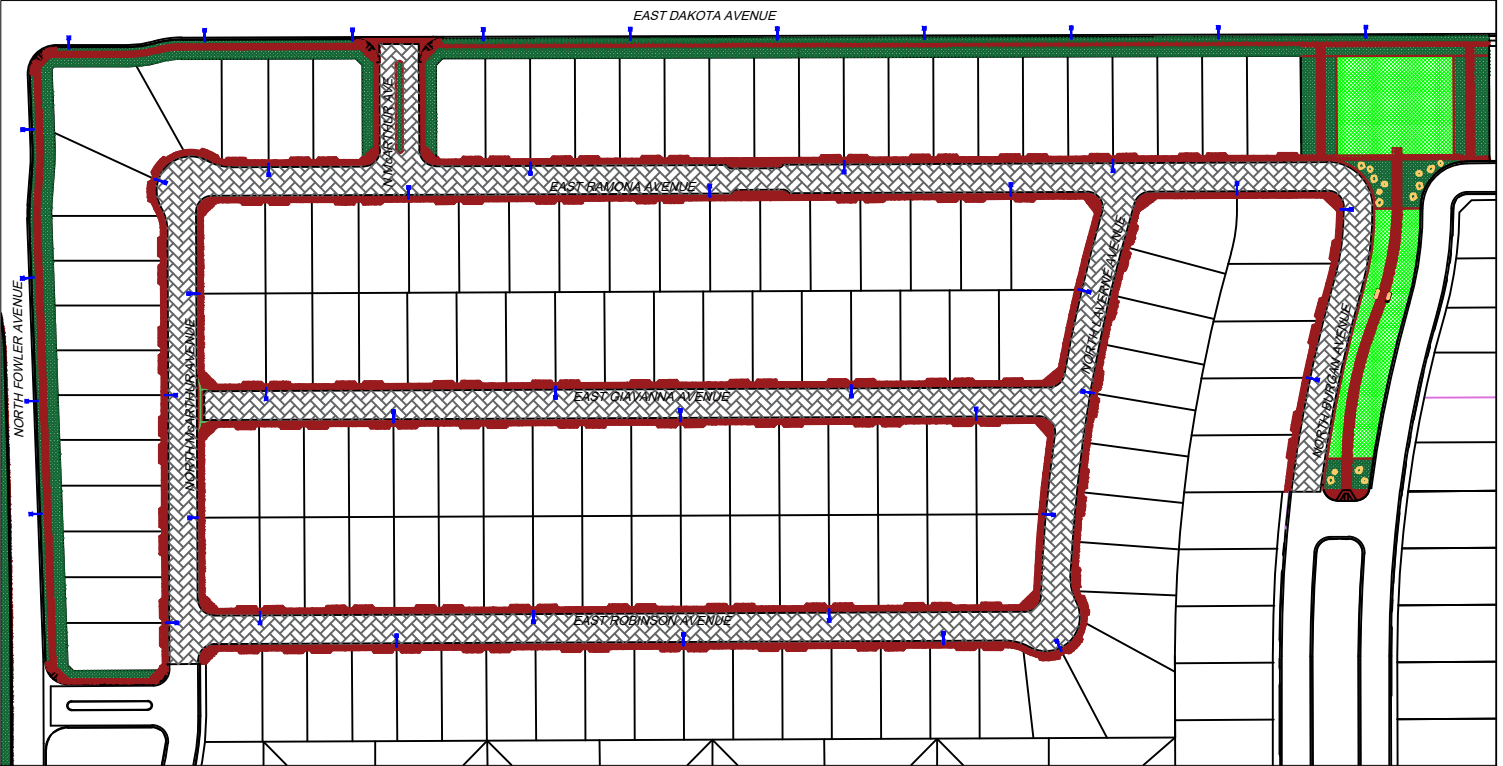 EAST DAKOTA AVENUE
N McARTHUR AVE
EAST RAMONA AVENUE
NORTH LAVERNE AVENUE
NORTH FOWLER AVENUE
NORTH McARTHUR AVENUE
NORTH BURGAN AVENUE
EAST GIAVANNA AVENUE
EAST ROBINSON AVENUE